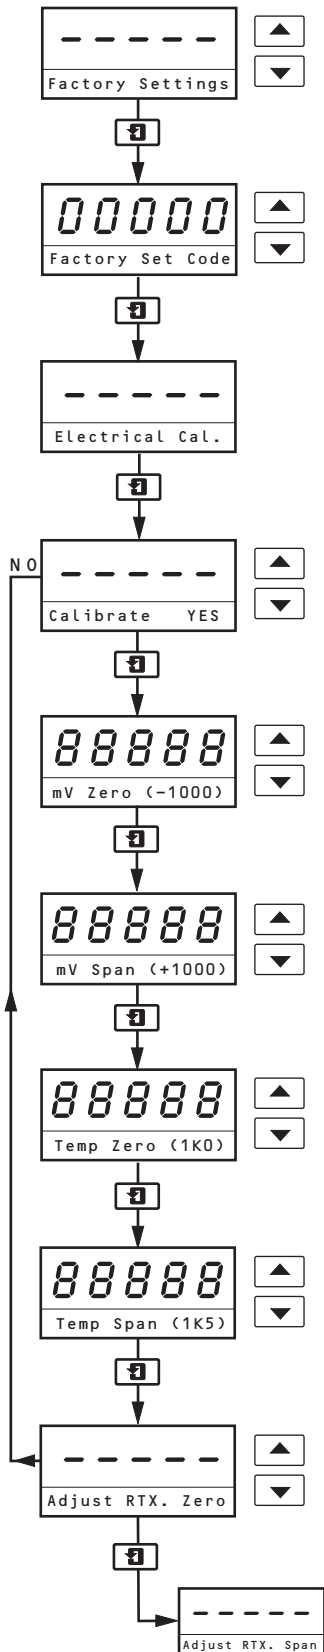 -----
Factory Settings
00000
Factory Set Code
-----
Electrical Cal.
NO
-----
Calibrate YES
88888
mV Zero (-1000)
88888
mV Span (+1000)
88888
Temp Zero (1K0)
88888
Temp Span (1K5)
-----
Adjust RTX. Zero
-----
Adjust RTX. Span